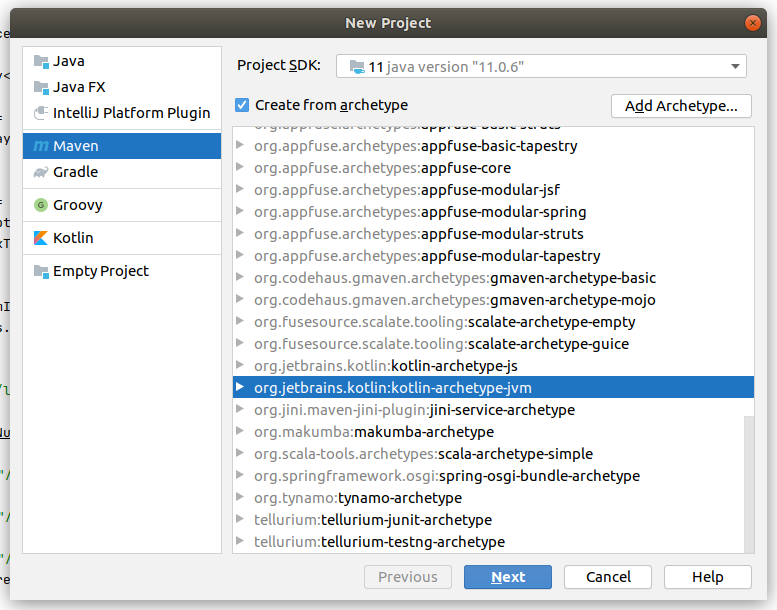 New Project
Java
Java FX
IntelliJ Platform Plugin
Maven
Gradle
Groovy
Kotlin
Empty Project
Project SDK: 11 java version "11.0.6"
Create from archetype
Add Archetype...
org.appfuse.archetypes:appfuse-basic-struts
org.appfuse.archetypes:appfuse-basic-tapestry
org.appfuse.archetypes:appfuse-core
org.appfuse.archetypes:appfuse-modular-jsf
org.appfuse.archetypes:appfuse-modular-spring
org.appfuse.archetypes:appfuse-modular-struts
org.appfuse.archetypes:appfuse-modular-tapestry
org.codehaus.gmaven.archetypes:gmaven-archetype-basic
org.codehaus.gmaven.archetypes:gmaven-archetype-mojo
org.fusesource.scalate.tooling:scalate-archetype-empty
org.fusesource.scalate.tooling:scalate-archetype-guice
org.jetbrains.kotlin:kotlin-archetype-js
org.jetbrains.kotlin:kotlin-archetype-jvm
org.jini.maven-jini-plugin:jini-service-archetype
org.makumba:makumba-archetype
org.scala-tools.archetypes:scala-archetype-simple
org.springframework.osgi:spring-osgi-bundle-archetype
org.tynamo:tynamo-archetype
tellurium:tellurium-junit-archetype
tellurium:tellurium-testng-archetype
Previous
Next
Cancel
Help